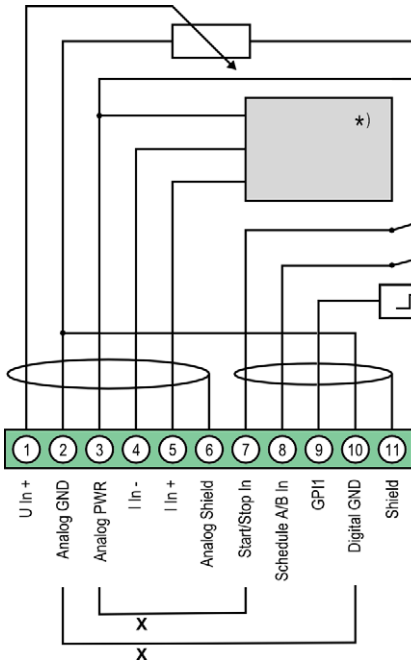 *)
1 2 3 4 5 6 7 8 9 10 11
U In +
Analog GND
Analog PWR
I In -
I In +
Analog Shield
Start/Stop In
Schedule A/B In
GPI1
Digital GND
Shield
X
X